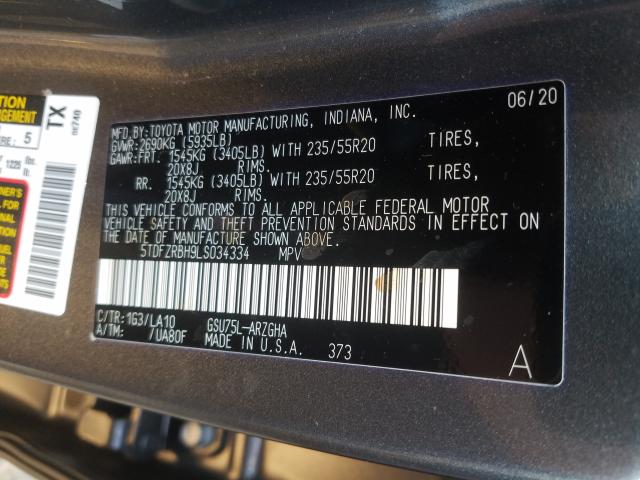 06/20
MFD.BY:TOYOTA MOTOR MANUFACTURING, INDIANA, INC.
GVWR:2690KG (5935LB)
GAWR:FRT. 1545KG (3405LB) WITH 235/55R20 TIRES,
20X8J RIMS.
RR. 1545KG (3405LB) WITH 235/55R20 TIRES,
20X8J RIMS.
THIS VEHICLE CONFORMS TO ALL APPLICABLE FEDERAL MOTOR
VEHICLE SAFETY AND THEFT PREVENTION STANDARDS IN EFFECT ON
THE DATE OF MANUFACTURE SHOWN ABOVE.
5TDFZRBH9LS034334 MPV
C/TR:1G3/LA10 GSU75L-ARZGHA
A/TM: /UA80F MADE IN U.S.A. 373
A
TX
5
1225 lbs.